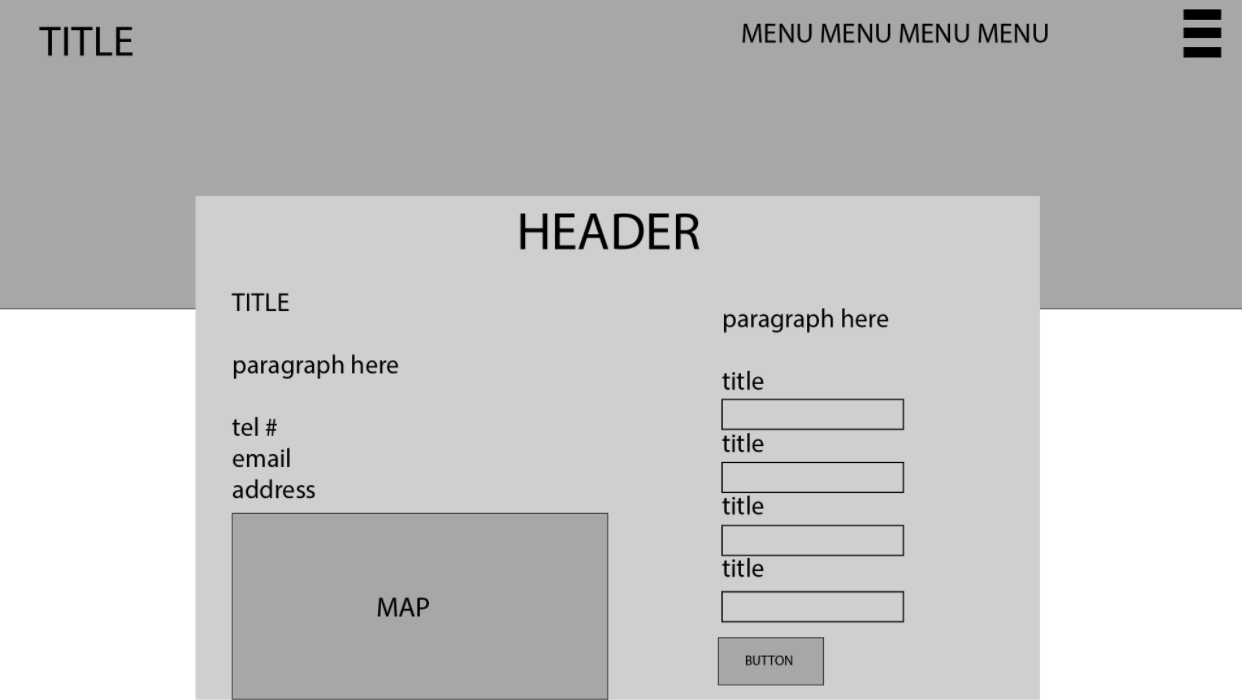 TITLE
MENU MENU MENU MENU
HEADER
TITLE
paragraph here
tel #
email
address
MAP
paragraph here
title
title
title
title
BUTTON